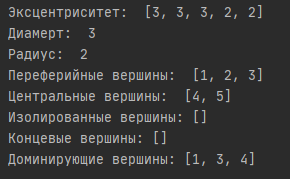 Эксцентриситет:  [3, 3, 3, 2, 2]
Диамерт:  3
Радиус:  2
Переферийные вершины:  [1, 2, 3]
Центральные вершины:  [4, 5]
Изолированные вершины: []
Концевые вершины: []
Доминирующие вершины: [1, 3, 4]